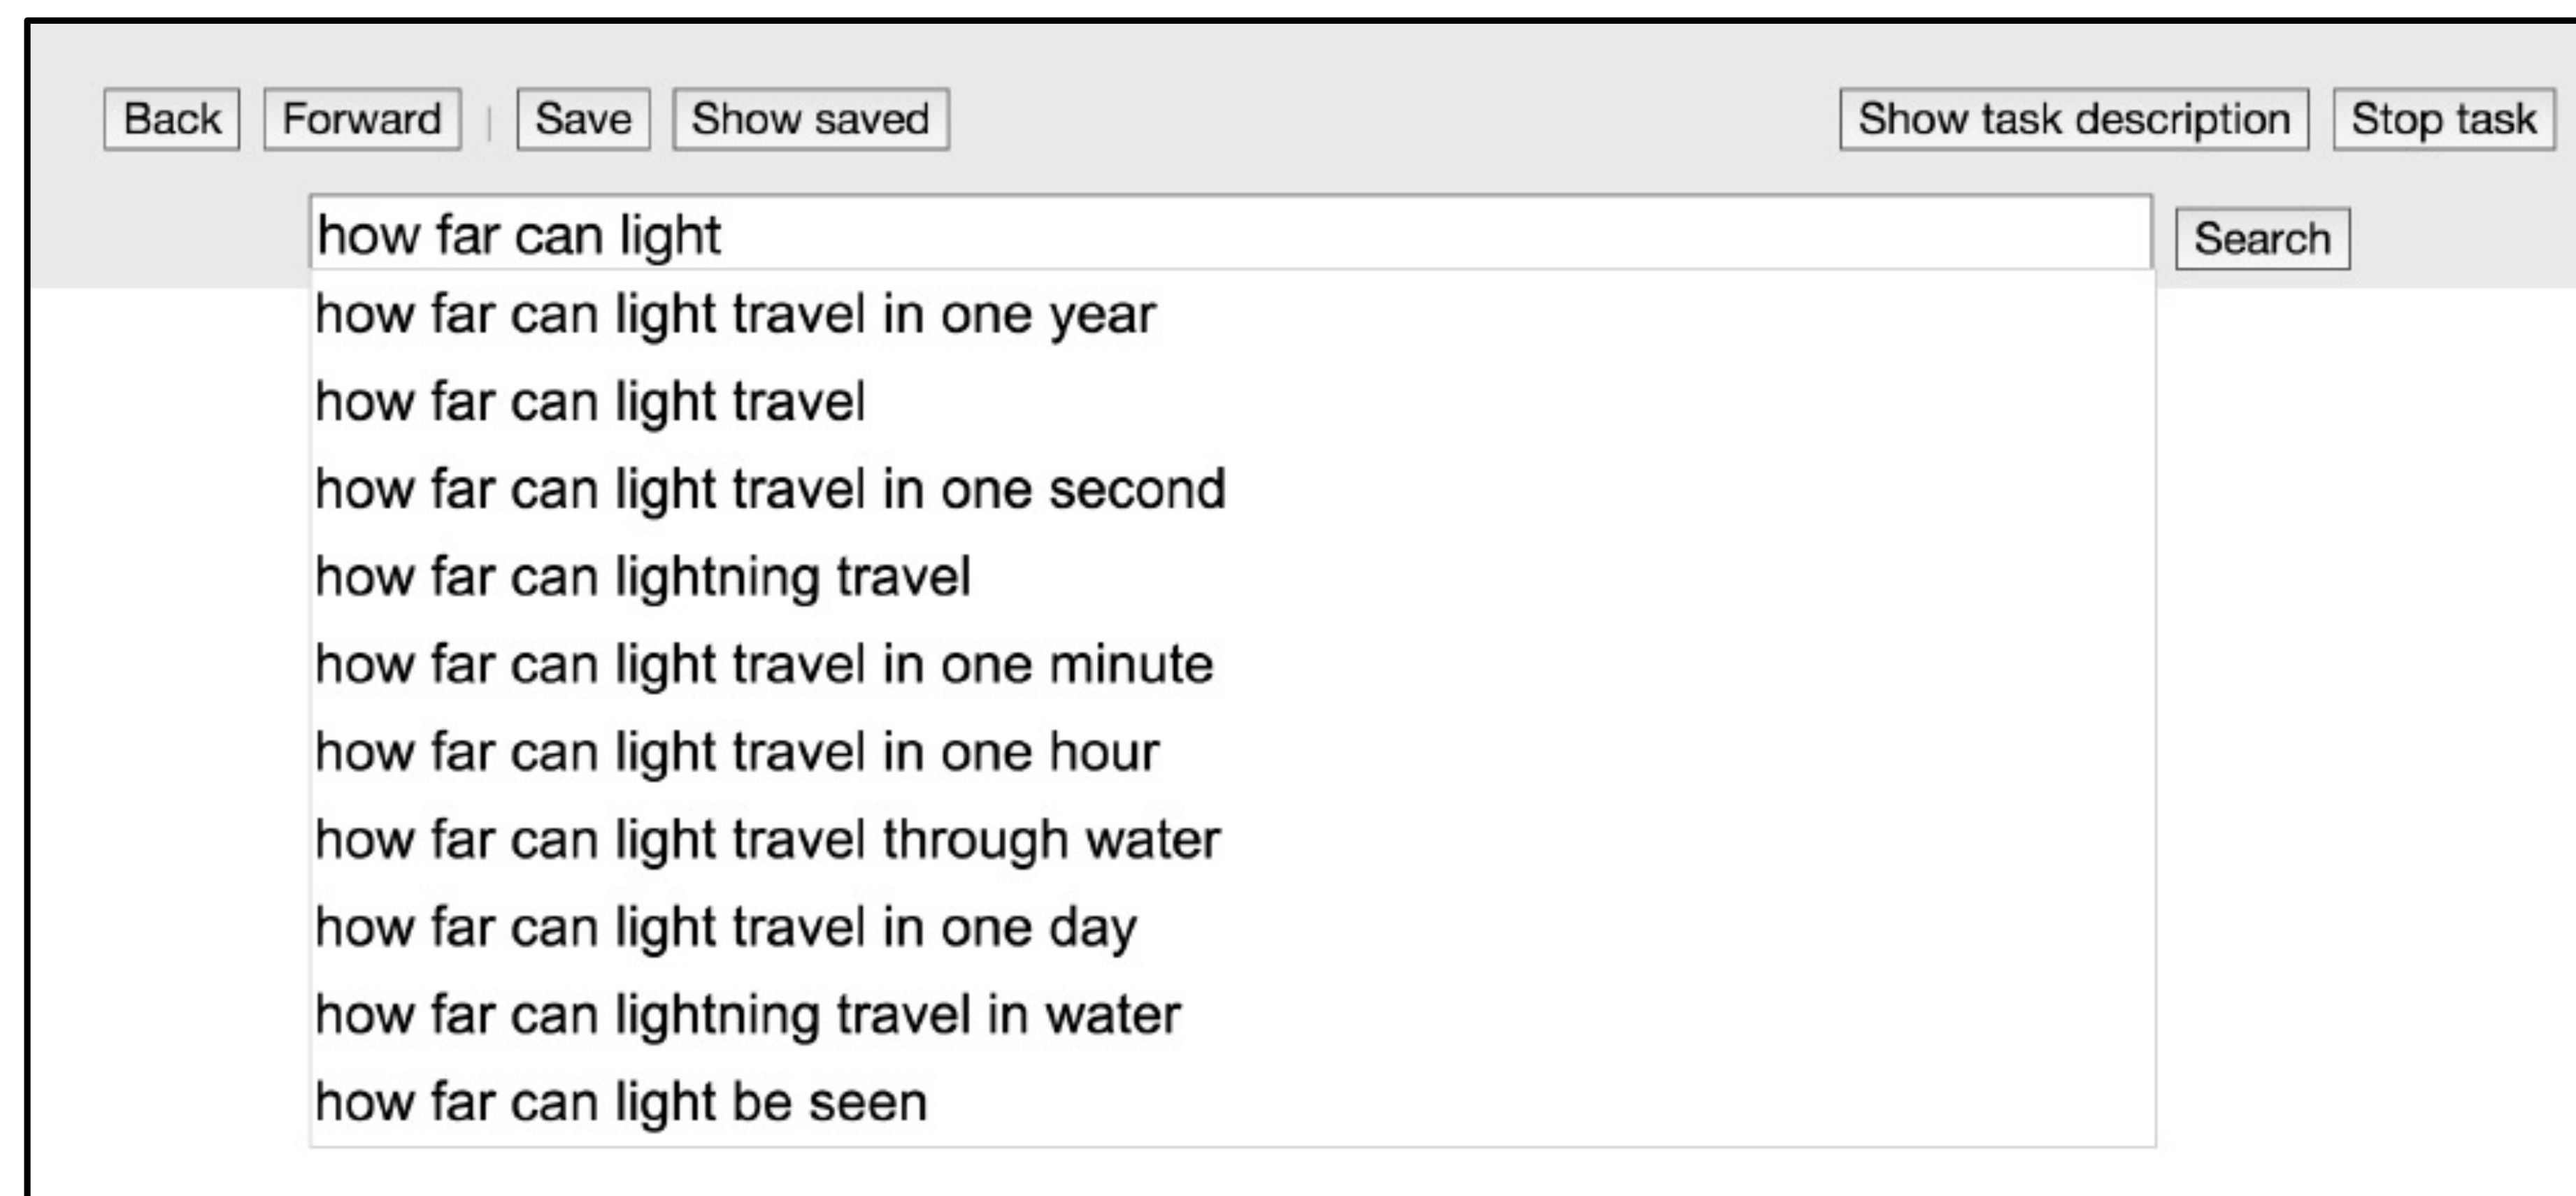 Back Forward | Save Show saved Show task description Stop task
how far can light Search
how far can light travel in one year
how far can light travel
how far can light travel in one second
how far can lightning travel
how far can light travel in one minute
how far can light travel in one hour
how far can light travel through water
how far can light travel in one day
how far can lightning travel in water
how far can light be seen